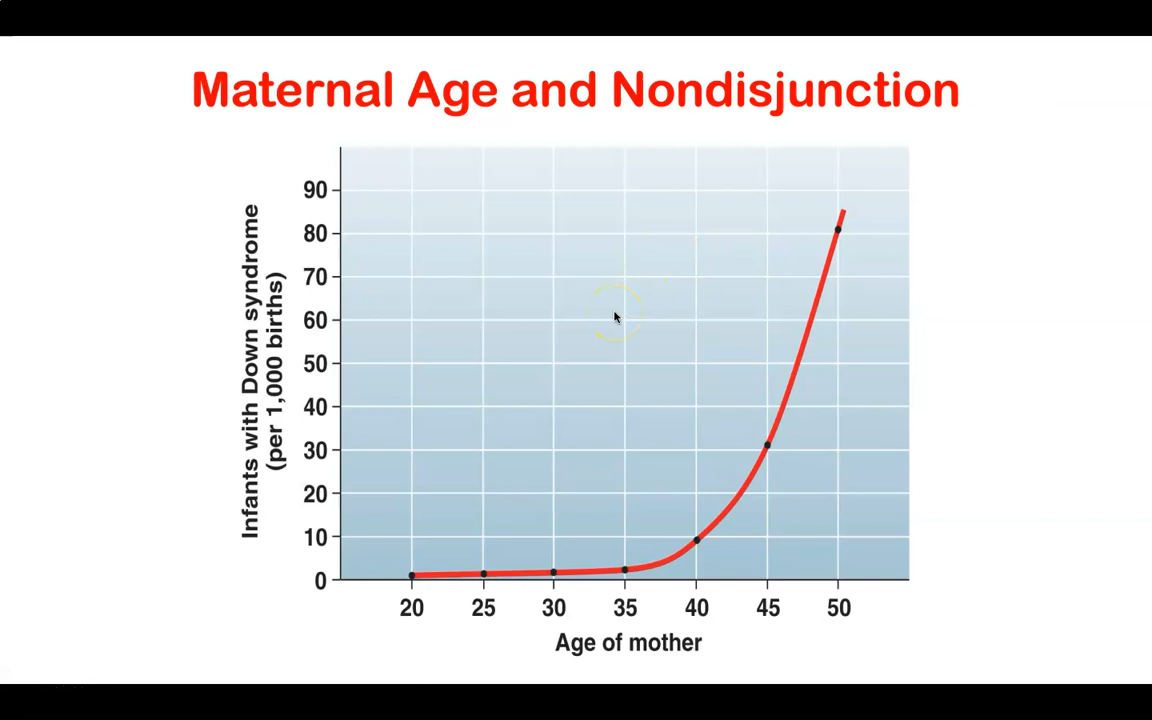 Maternal Age and Nondisjunction
Infants with Down syndrome
(per 1,000 births)
90
80
70
60
50
40
30
20
10
0
20 25 30 35 40 45 50
Age of mother